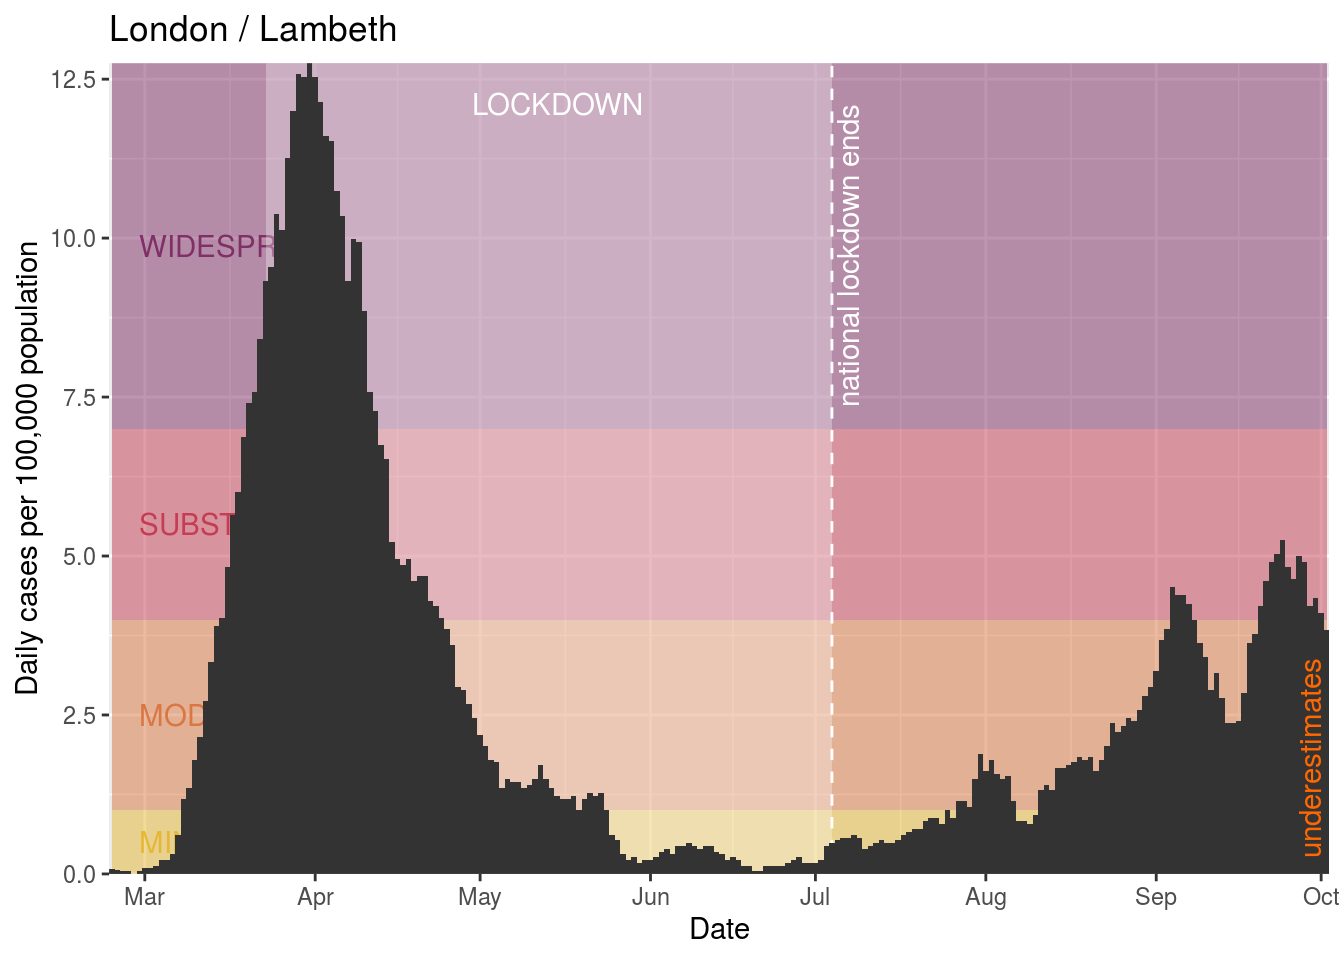 London / Lambeth
Daily cases per 100,000 population
12.5
10.0
7.5
5.0
2.5
0.0
LOCKDOWN
national lockdown ends
WIDESPR
SUBST
MOD
MI
underestimates
Mar
Apr
May
Jun
Jul
Aug
Sep
Oct
Date